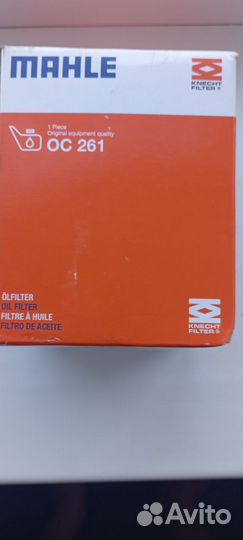 MAHLE
KNECHT
FILTER®
1 Piece
Original equipment quality
OC 261
ÖLFILTER
OIL FILTER
FILTRE À HUILE
FILTRO DE ACEITE
KNECHT
FILTER®
Avito